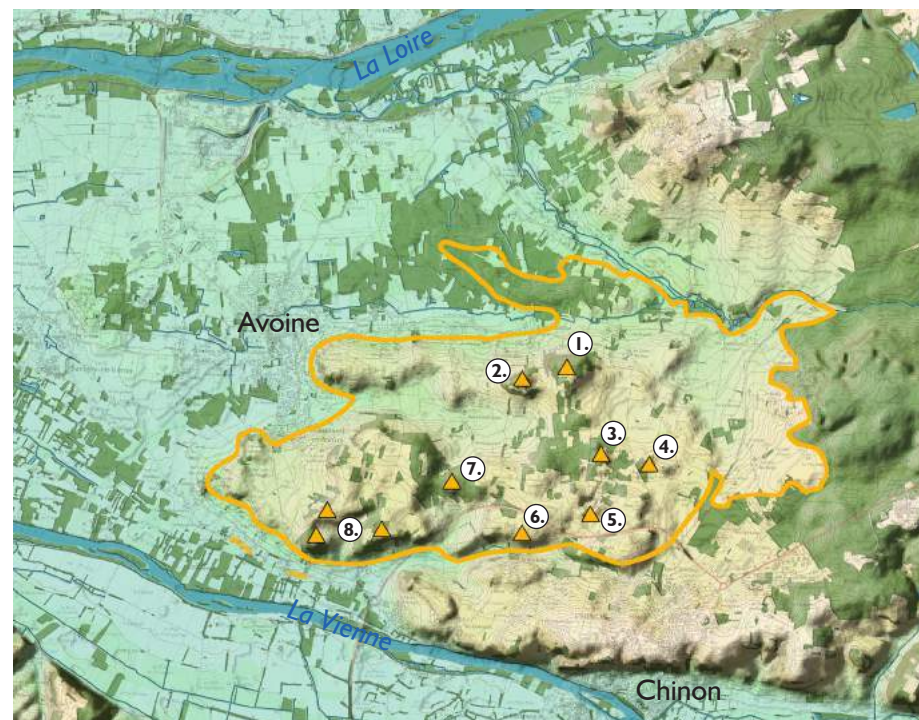 La Loire
Avoine
1.
2.
3.
4.
7.
5.
6.
8.
La Vienne
Chinon